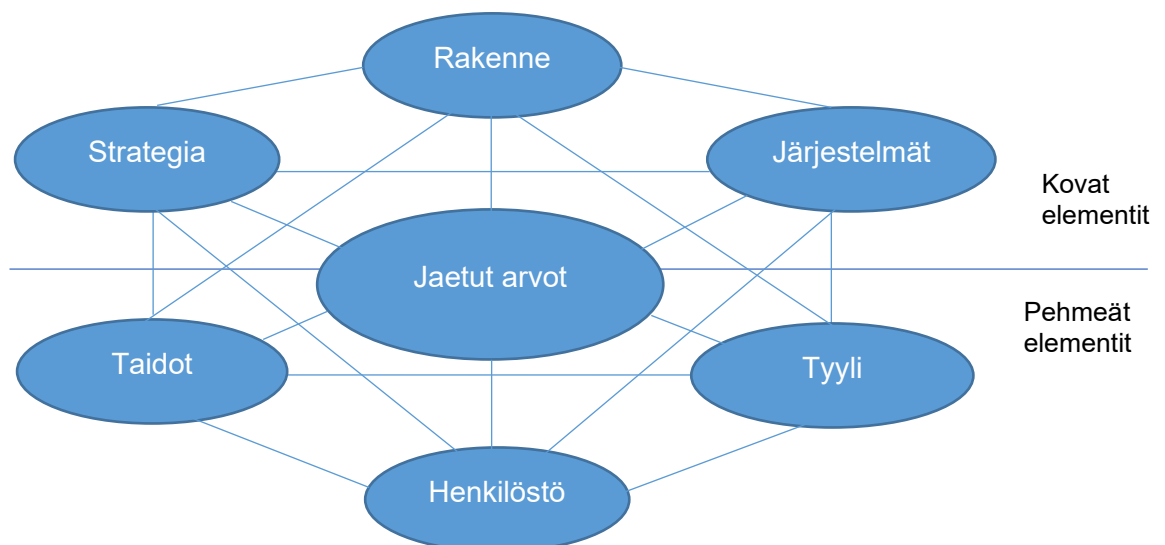 Rakenne
Strategia
Järjestelmät
Kovat
elementit
Jaetut arvot
Pehmeät
elementit
Taidot
Tyyli
Henkilöstö